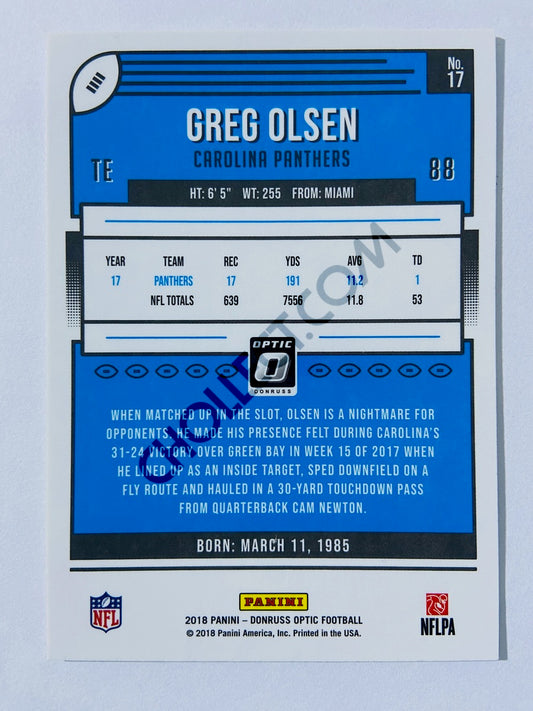 No.
17
GREG OLSEN
CAROLINA PANTHERS
TE
88
HT: 6' 5" WT: 255 FROM: MIAMI
YEAR TEAM REC YDS AVG TD
17 PANTHERS 17 191 11.2 1
NFL TOTALS 639 7556 11.8 53
OPTIC
DONRUSS
WHEN MATCHED UP IN THE SLOT, OLSEN IS A NIGHTMARE FOR
OPPONENTS. HE MADE HIS PRESENCE FELT DURING CAROLINA'S
31-24 VICTORY OVER GREEN BAY IN WEEK 15 OF 2017 WHEN
HE LINED UP AS AN INSIDE TARGET, SPED DOWNFIELD ON A
FLY ROUTE AND HAULED IN A 30-YARD TOUCHDOWN PASS
FROM QUARTERBACK CAM NEWTON.
BORN: MARCH 11, 1985
NFL
PANINI
2018 PANINI – DONRUSS OPTIC FOOTBALL
© 2018 Panini America, Inc. Printed in the USA.
NFLPA